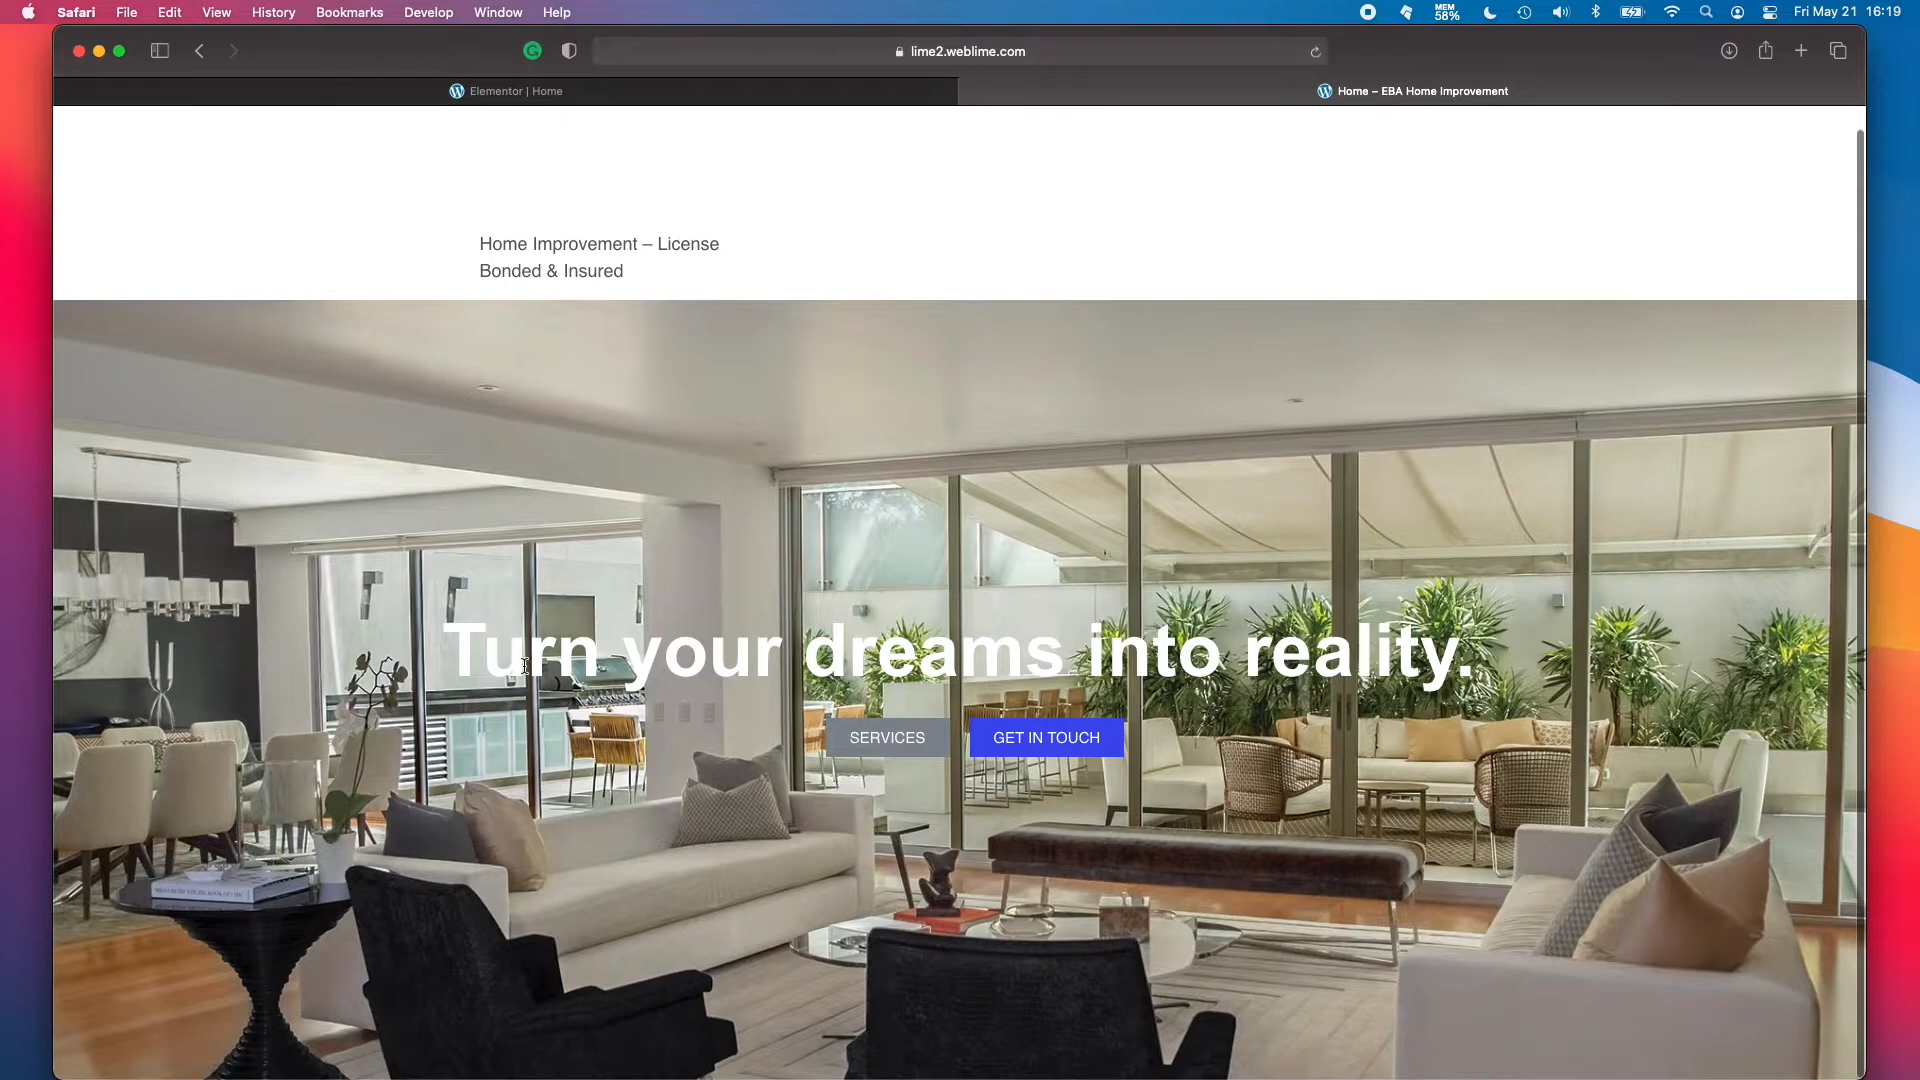 Safari File Edit View History Bookmarks Develop Window Help
MEM 58% Fri May 21 16:19
lime2.weblime.com
Elementor | Home
Home – EBA Home Improvement
Home Improvement – License
Bonded & Insured
Turn your dreams into reality.
SERVICES
GET IN TOUCH